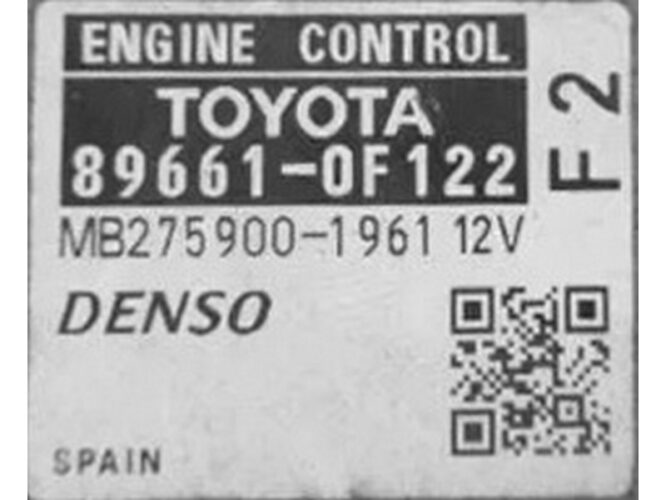 ENGINE CONTROL
TOYOTA
89661-0F122
F2
MB275900-1961 12V
DENSO
SPAIN